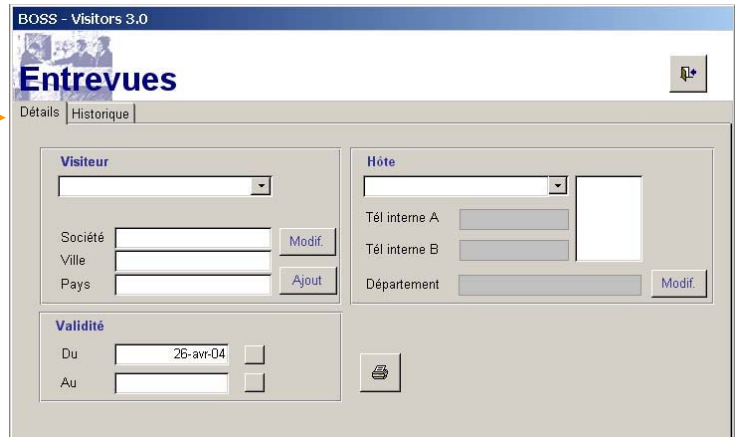 BOSS - Visitors 3.0
Entrevues
Détails Historique
Visiteur
Société
Modif.
Ville
Pays
Ajout
Hôte
Tél interne A
Tél interne B
Département
Modif.
Validité
Du 26-avr-04
Au